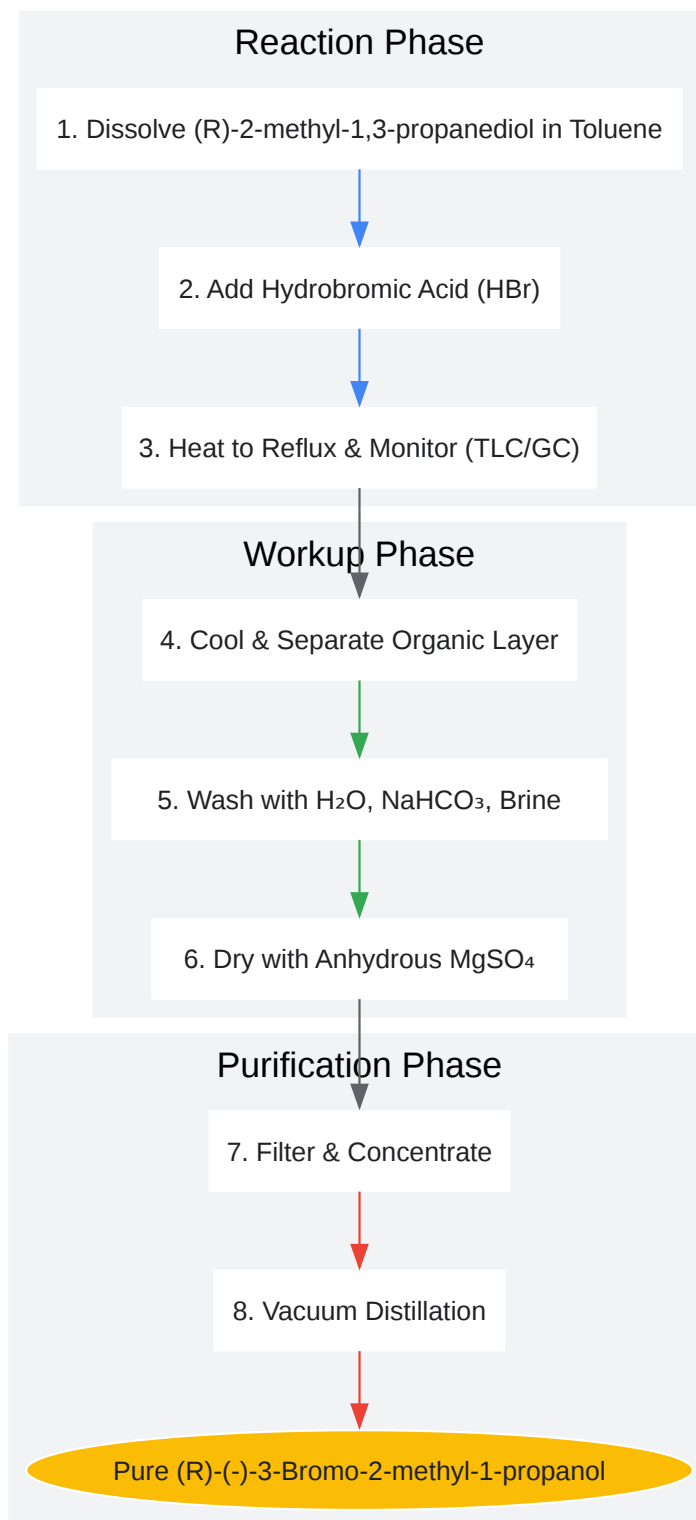 Reaction Phase
1. Dissolve (R)-2-methyl-1,3-propanediol in Toluene
2. Add Hydrobromic Acid (HBr)
3. Heat to Reflux & Monitor (TLC/GC)
Workup Phase
4. Cool & Separate Organic Layer
5. Wash with H₂O, NaHCO₃, Brine
6. Dry with Anhydrous MgSO₄
Purification Phase
7. Filter & Concentrate
8. Vacuum Distillation
Pure (R)-(-)-3-Bromo-2-methyl-1-propanol